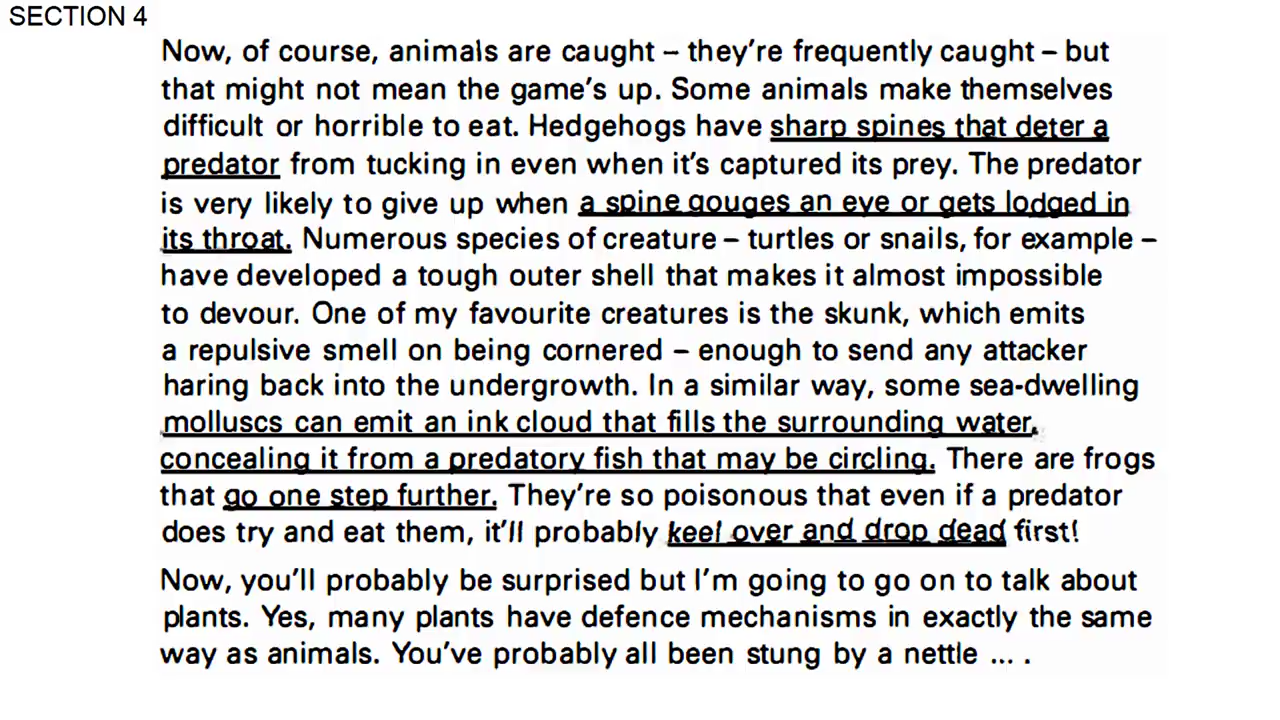 SECTION 4
Now, of course, animals are caught – they're frequently caught – but
that might not mean the game's up. Some animals make themselves
difficult or horrible to eat. Hedgehogs have sharp spines that deter a
predator from tucking in even when it's captured its prey. The predator
is very likely to give up when a spine gouges an eye or gets lodged in
its throat. Numerous species of creature – turtles or snails, for example –
have developed a tough outer shell that makes it almost impossible
to devour. One of my favourite creatures is the skunk, which emits
a repulsive smell on being cornered – enough to send any attacker
haring back into the undergrowth. In a similar way, some sea-dwelling
molluscs can emit an ink cloud that fills the surrounding water,
concealing it from a predatory fish that may be circling. There are frogs
that go one step further. They're so poisonous that even if a predator
does try and eat them, it'll probably keel over and drop dead first!
Now, you'll probably be surprised but I'm going to go on to talk about
plants. Yes, many plants have defence mechanisms in exactly the same
way as animals. You've probably all been stung by a nettle ... .